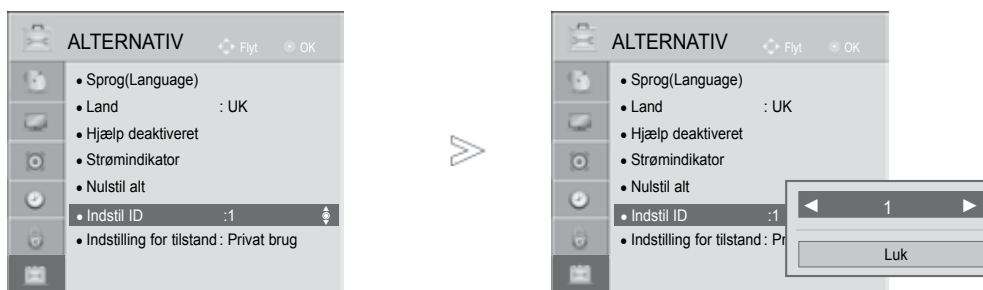 ALTERNATIV Flyt OK
• Sprog(Language)
• Land : UK
• Hjælp deaktiveret
• Strømindikator
• Nulstil alt
• Indstil ID :1
• Indstilling for tilstand : Privat brug
ALTERNATIV Flyt OK
• Sprog(Language)
• Land : UK
• Hjælp deaktiveret
• Strømindikator
• Nulstil alt
• Indstil ID :1
• Indstilling for tilstand : Pr
◄ 1 ►
Luk